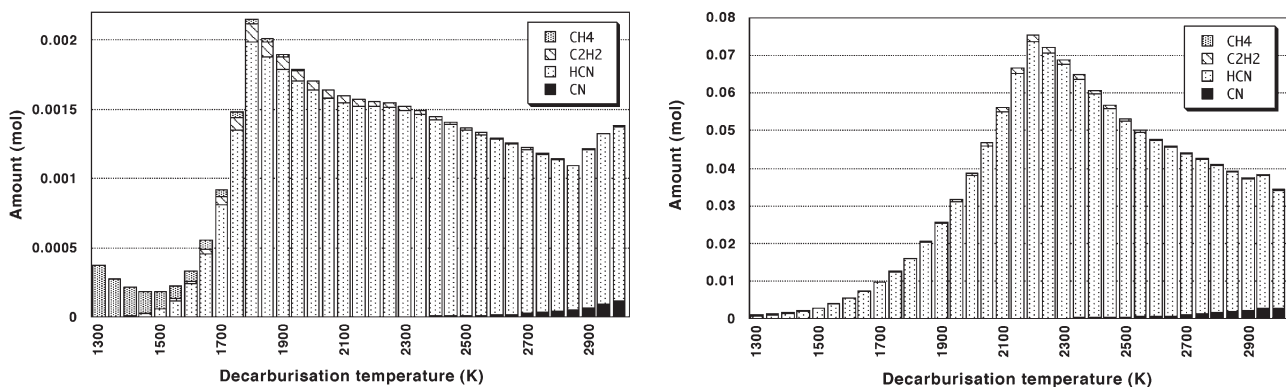 0.002
0.0015
0.001
0.0005
0
Amount (mol)
CH4
C2H2
HCN
CN
1300
1500
1700
1900
2100
2300
2500
2700
2900
Decarburisation temperature (K)
0.08
0.07
0.06
0.05
0.04
0.03
0.02
0.01
0
Amount (mol)
CH4
C2H2
HCN
CN
1300
1500
1700
1900
2100
2300
2500
2700
2900
Decarburisation temperature (K)